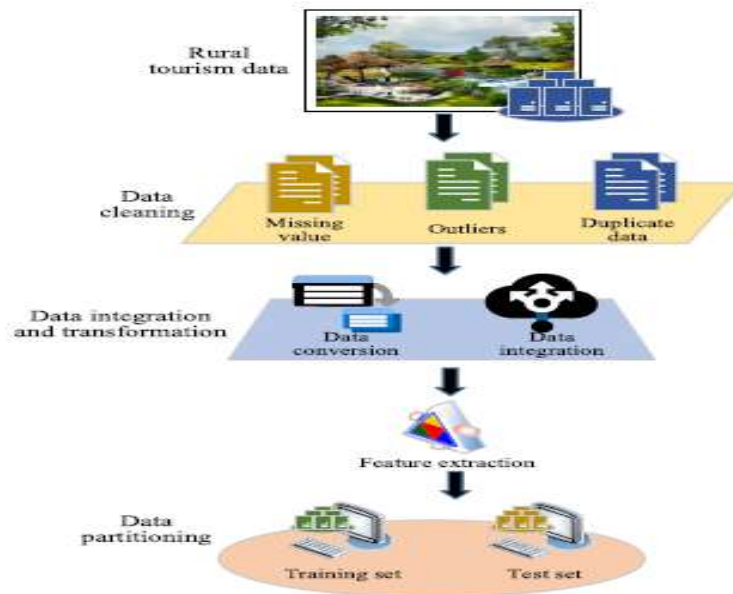 Rural
tourism data
Data
cleaning
Missing
value
Outliers
Duplicate
data
Data integration
and transformation
Data
conversion
Data
integration
Feature extraction
Data
partitioning
Training set
Test set